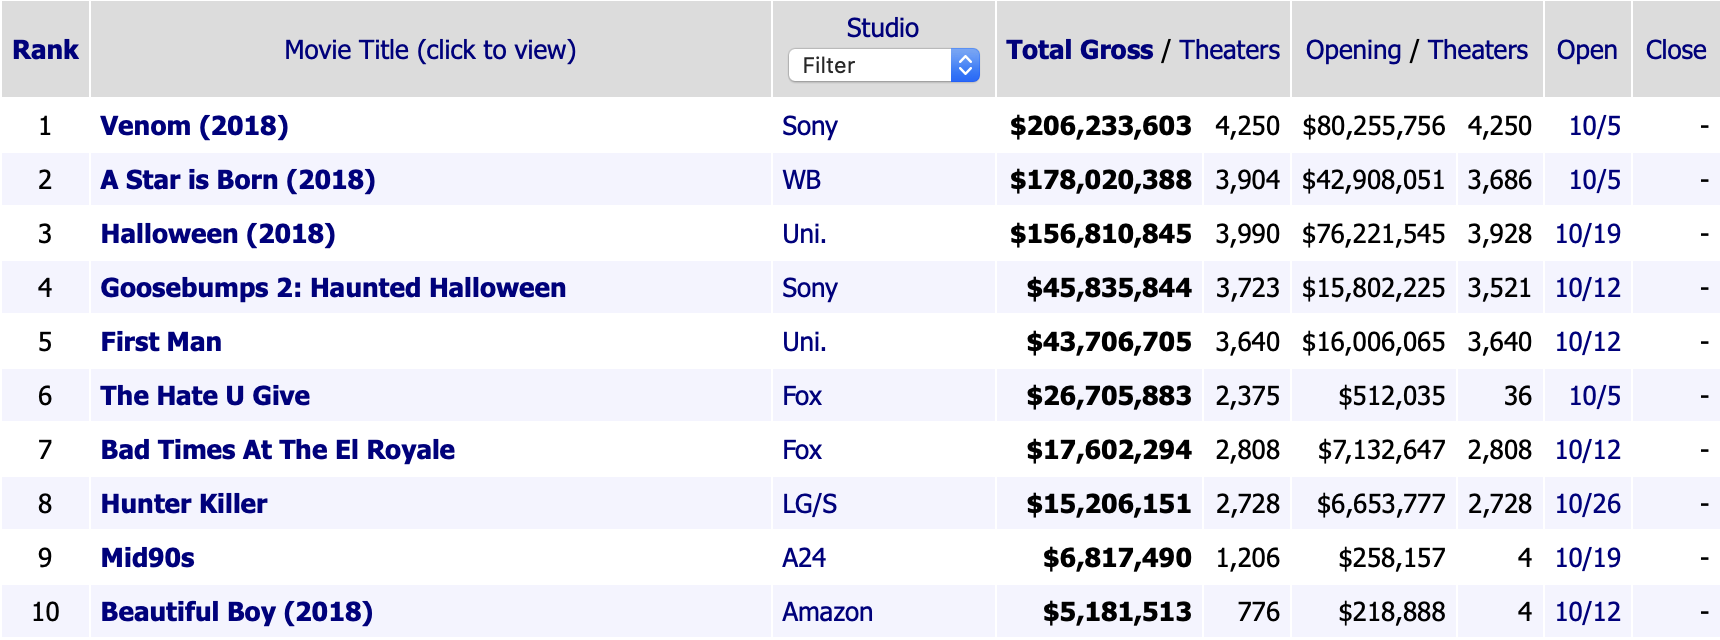 Rank Movie Title (click to view) Studio Filter Total Gross / Theaters Opening / Theaters Open Close
1 Venom (2018) Sony $206,233,603 4,250 $80,255,756 4,250 10/5 -
2 A Star is Born (2018) WB $178,020,388 3,904 $42,908,051 3,686 10/5 -
3 Halloween (2018) Uni. $156,810,845 3,990 $76,221,545 3,928 10/19 -
4 Goosebumps 2: Haunted Halloween Sony $45,835,844 3,723 $15,802,225 3,521 10/12 -
5 First Man Uni. $43,706,705 3,640 $16,006,065 3,640 10/12 -
6 The Hate U Give Fox $26,705,883 2,375 $512,035 36 10/5 -
7 Bad Times At The El Royale Fox $17,602,294 2,808 $7,132,647 2,808 10/12 -
8 Hunter Killer LG/S $15,206,151 2,728 $6,653,777 2,728 10/26 -
9 Mid90s A24 $6,817,490 1,206 $258,157 4 10/19 -
10 Beautiful Boy (2018) Amazon $5,181,513 776 $218,888 4 10/12 -